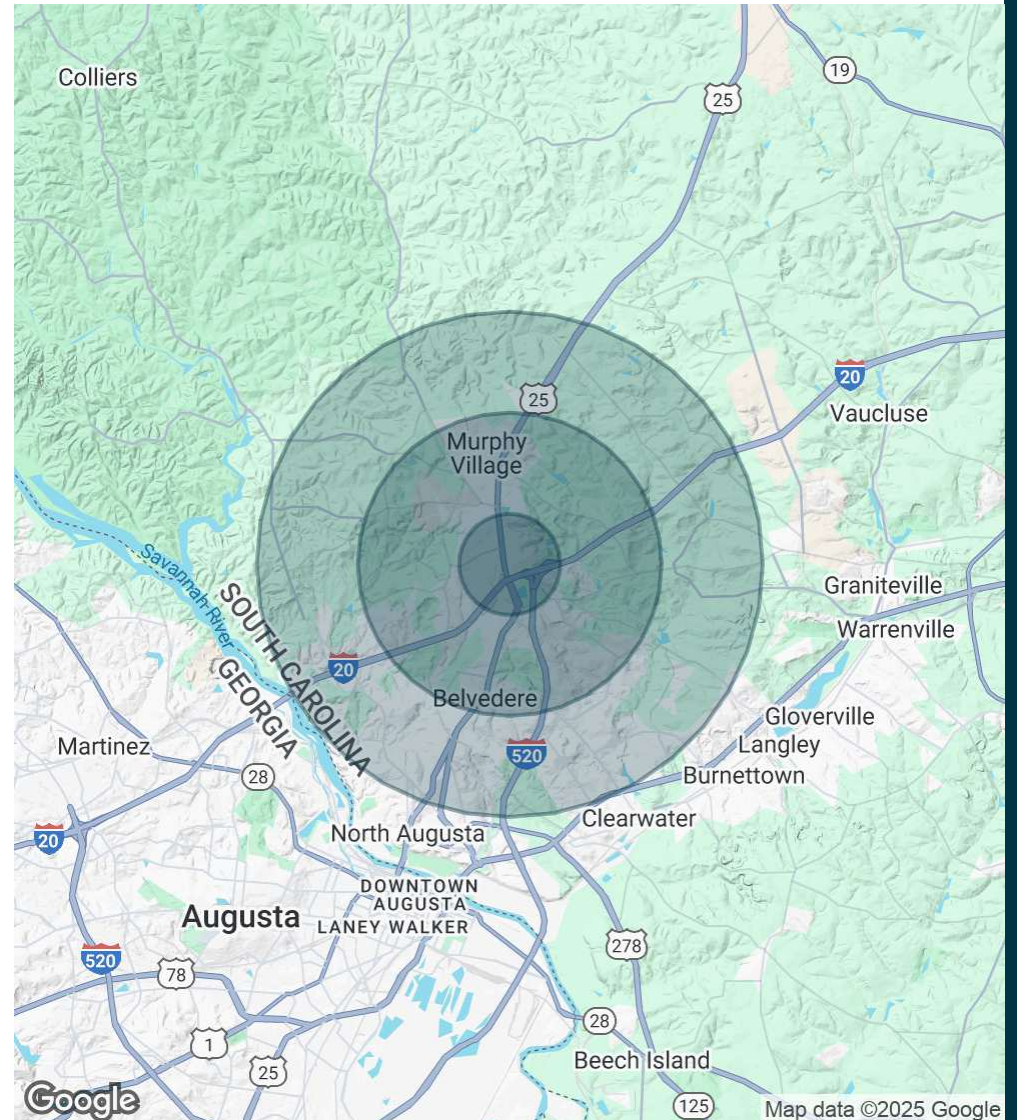 Colliers
19
25
20
Vaucluse
25
Murphy
Village
Graniteville
Warrenville
Savannah River
SOUTH CAROLINA
GEORGIA
20
Belvedere
Gloverville
Langley
Burnettown
520
Martinez
28
Clearwater
20
North Augusta
DOWNTOWN
AUGUSTA
LANEY WALKER
Augusta
520
78
278
28
1
25
Beech Island
125
Google
Map data ©2025 Google